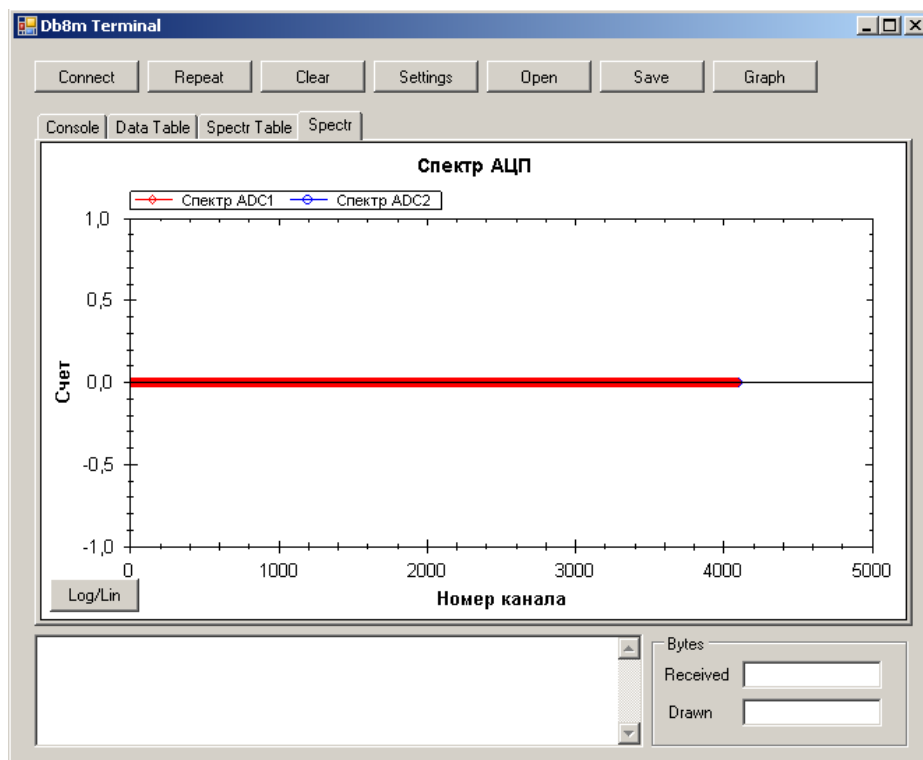 Db8m Terminal
Connect Repeat Clear Settings Open Save Graph
Console Data Table Spectr Table Spectr
Спектр АЦП
Спектр ADC1 Спектр ADC2
1,0
0,5
0,0
-0,5
-1,0
Счет
0 1000 2000 3000 4000 5000
Log/Lin
Номер канала
Bytes
Received
Drawn